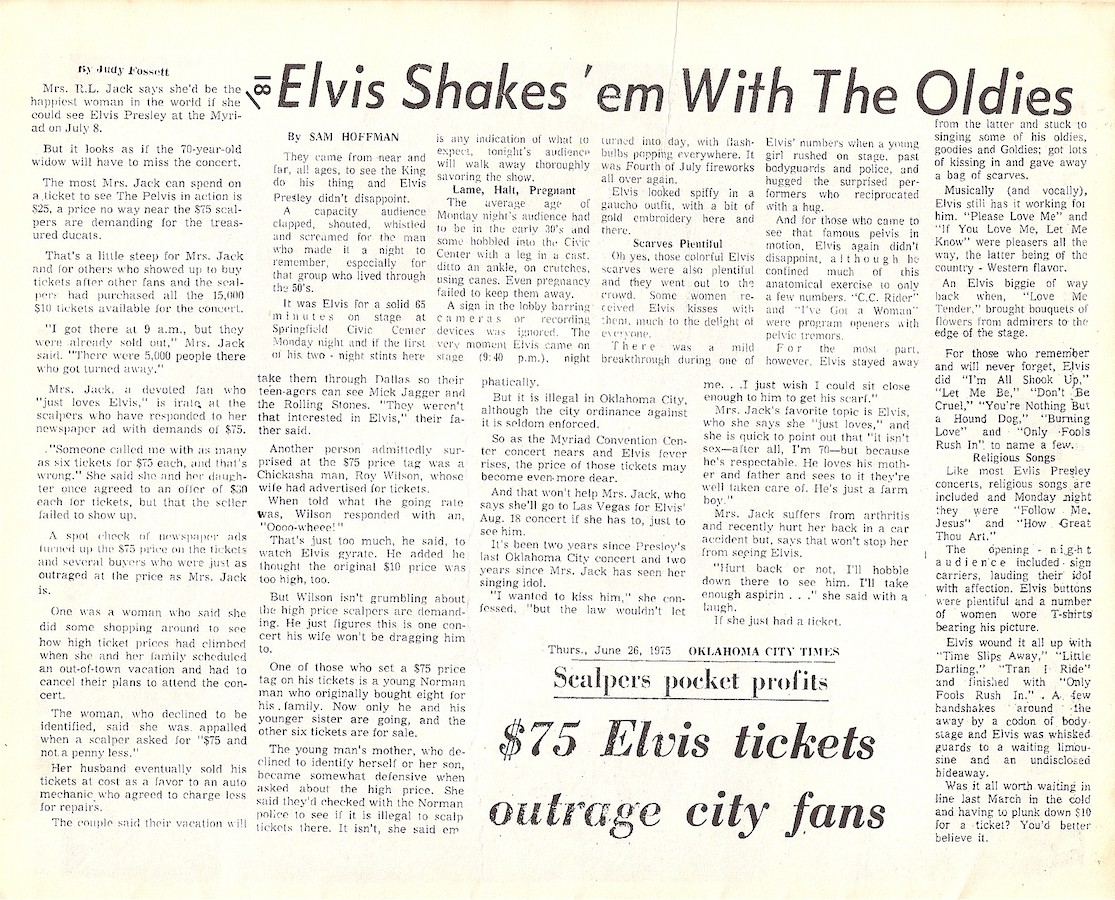 By Judy Fossett
Mrs. R.L. Jack says she'd be the
happiest woman in the world if she
could see Elvis Presley at the Myri-
ad on July 8.
But it looks as if the 70-year-old
widow will have to miss the concert.
The most Mrs. Jack can spend on
a ticket to see The Pelvis in action is
$25, a price no way near the $75 scal-
pers are demanding for the treas-
ured ducats.
That's a little steep for Mrs. Jack
and for others who showed up to buy
tickets after other fans and the scal-
pers had purchased all the 15,000
$10 tickets available for the concert.
"I got there at 9 a.m., but they
were already sold out," Mrs. Jack
said. "There were 5,000 people there
who got turned away."
Mrs. Jack, a devoted fan who
"just loves Elvis," is irate at the
scalpers who have responded to her
newspaper ad with demands of $75.
"Someone called me with as many
as six tickets for $75 each, and that's
wrong." She said she and her daugh-
ter once agreed to an offer of $50
each for tickets, but that the seller
failed to show up.
A spot check of newspaper ads
turned up the $75 price on the tickets
and several buyers who were just as
outraged at the price as Mrs. Jack
is.
One was a woman who said she
did some shopping around to see
how high ticket prices had climbed
when she and her family scheduled
an out-of-town vacation and had to
cancel their plans to attend the con-
cert.
The woman, who declined to be
identified, said she was appalled
when a scalper asked for "$75 and
not a penny less."
Her husband eventually sold his
tickets at cost as a favor to an auto
mechanic who agreed to charge less
for repairs.
The couple said their vacation will
take them through Dallas so their
teen-agers can see Mick Jagger and
the Rolling Stones. "They weren't
that interested in Elvis," their fa-
ther said.
Another person admittedly sur-
prised at the $75 price tag was a
Chickasha man, Roy Wilson, whose
wife had advertised for tickets.
When told what the going rate
was, Wilson responded with an,
"Oooo-wheee!"
That's just too much, he said, to
watch Elvis gyrate. He added he
thought the original $10 price was
too high, too.
But Wilson isn't grumbling about
the high price scalpers are demand-
ing. He just figures this is one con-
cert his wife won't be dragging him
to.
One of those who set a $75 price
tag on his tickets is a young Norman
man who originally bought eight for
his family. Now only he and his
younger sister are going, and the
other six tickets are for sale.
The young man's mother, who de-
clined to identify herself or her son,
became somewhat defensive when
asked about the high price. She
said they'd checked with the Norman
police to see if it is illegal to scalp
tickets there. It isn't, she said em
phatically.
But it is illegal in Oklahoma City,
although the city ordinance against
it is seldom enforced.
So as the Myriad Convention Cen-
ter concert nears and Elvis fever
rises, the price of those tickets may
become even more dear.
And that won't help Mrs. Jack, who
says she'll go to Las Vegas for Elvis'
Aug. 18 concert if she has to, just to
see him.
It's been two years since Presley's
last Oklahoma City concert and two
years since Mrs. Jack has seen her
singing idol.
"I wanted to kiss him," she con-
fessed, "but the law wouldn't let
me. . .I just wish I could sit close
enough to him to get his scarf."
Mrs. Jack's favorite topic is Elvis,
who she says she "just loves," and
she is quick to point out that "it isn't
sex—after all, I'm 70—but because
he's respectable. He loves his moth-
er and father and sees to it they're
well taken care of. He's just a farm
boy."
Mrs. Jack suffers from arthritis
and recently hurt her back in a car
accident but, says that won't stop her
from seeing Elvis.
"Hurt back or not, I'll hobble
down there to see him. I'll take
enough aspirin . . ." she said with a
laugh.
If she just had a ticket.
Thurs., June 26, 1975 OKLAHOMA CITY TIMES
Scalpers pocket profits
$75 Elvis tickets
outrage city fans
18
Elvis Shakes 'em With The Oldies
By SAM HOFFMAN
They came from near and
far, all ages, to see the King
do his thing and Elvis
Presley didn't disappoint.
A capacity audience
clapped, shouted, whistled
and screamed for the man
who made it a night to
remember, especially for
that group who lived through
the 50's.
It was Elvis for a solid 65
minutes on stage at
Springfield Civic Center
Monday night and if the first
of his two - night stints here
is any indication of what to
expect, tonight's audience
will walk away thoroughly
savoring the show.
Lame, Halt, Pregnant
The average age of
Monday night's audience had
to be in the early 30's and
some hobbled into the Civic
Center with a leg in a cast,
ditto an ankle, on crutches,
using canes. Even pregnancy
failed to keep them away.
A sign in the lobby barring
cameras or recording
devices was ignored. The
very moment Elvis came on
stage (9:40 p.m.), night
turned into day, with flash-
bulbs popping everywhere. It
was Fourth of July fireworks
all over again.
Elvis looked spiffy in a
gaucho outfit, with a bit of
gold embroidery here and
there.
Scarves Plentiful
Oh yes, those colorful Elvis
scarves were also plentiful
and they went out to the
crowd. Some women re-
ceived Elvis kisses with
them, much to the delight of
everyone.
There was a mild
breakthrough during one of
Elvis' numbers when a young
girl rushed on stage, past
bodyguards and police, and
hugged the surprised per-
formers who reciprocated
with a hug.
And for those who came to
see that famous pelvis in
motion, Elvis again didn't
disappoint, although he
confined much of this
anatomical exercise to only
a few numbers. "C.C. Rider"
and "I've Got a Woman"
were program openers with
pelvic tremors.
For the most part,
however, Elvis stayed away
from the latter and stuck to
singing some of his oldies,
goodies and Goldies; got lots
of kissing in and gave away
a bag of scarves.
Musically (and vocally),
Elvis still has it working for
him. "Please Love Me" and
"If You Love Me, Let Me
Know" were pleasers all the
way, the latter being of the
country - Western flavor.
An Elvis biggie of way
back when, "Love Me
Tender," brought bouquets of
flowers from admirers to the
edge of the stage.
For those who remember
and will never forget, Elvis
did "I'm All Shook Up,"
"Let Me Be," "Don't Be
Cruel," "You're Nothing But
a Hound Dog," "Burning
Love" and "Only Fools
Rush In" to name a few.
Religious Songs
Like most Evlis Presley
concerts, religious songs are
included and Monday night
they were "Follow Me,
Jesus" and "How Great
Thou Art."
The opening - night
audience included sign
carriers, lauding their idol
with affection. Elvis buttons
were plentiful and a number
of women wore T-shirts
bearing his picture.
Elvis wound it all up with
"Time Slips Away," "Little
Darling," "Tran I Ride"
and finished with "Only
Fools Rush In." . A few
handshakes around the
away by a codon of body
stage and Elvis was whisked
guards to a waiting limou-
sine and an undisclosed
hideaway.
Was it all worth waiting in
line last March in the cold
and having to plunk down $10
for a ticket? You'd better
believe it.